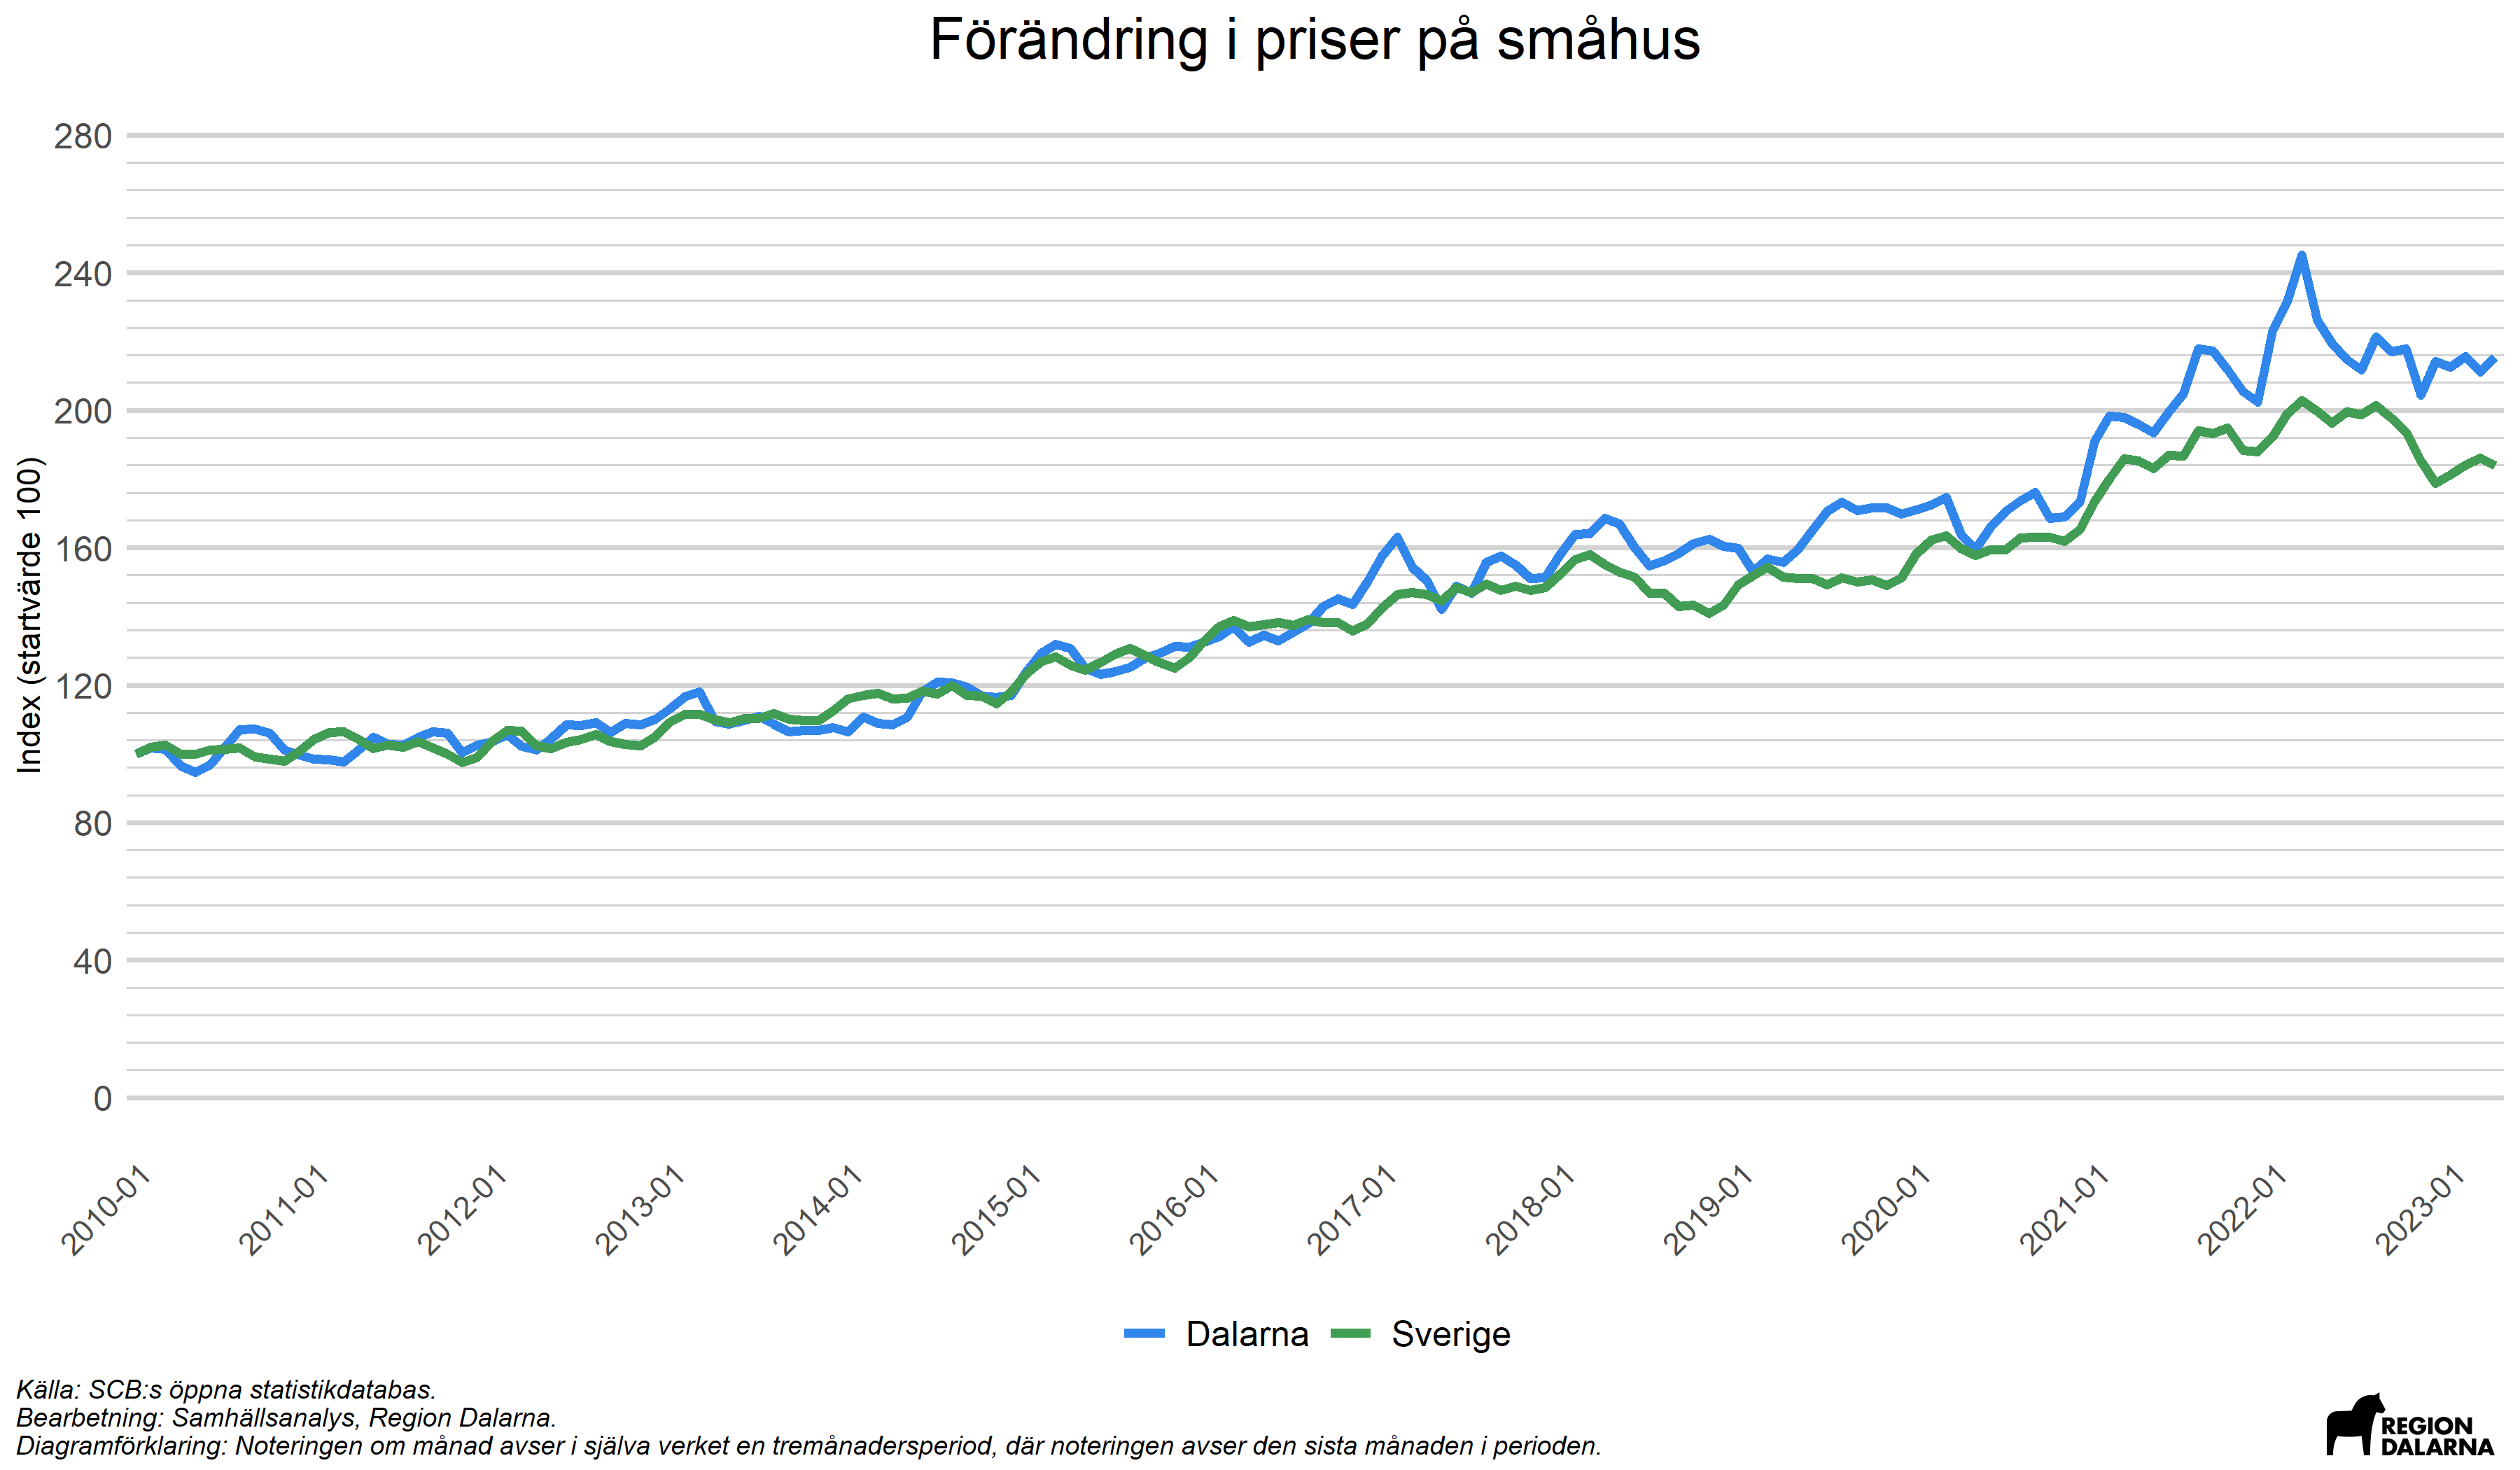 Förändring i priser på småhus
280
240
200
160
120
80
40
0
Index (startvärde 100)
2010-01
2011-01
2012-01
2013-01
2014-01
2015-01
2016-01
2017-01
2018-01
2019-01
2020-01
2021-01
2022-01
2023-01
Dalarna
Sverige
Källa: SCB:s öppna statistikdatabas.
Bearbetning: Samhällsanalys, Region Dalarna.
Diagramförklaring: Noteringen om månad avser i själva verket en tremånadersperiod, där noteringen avser den sista månaden i perioden.
REGION
DALARNA